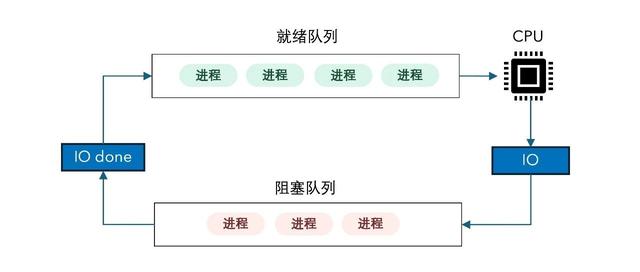 就绪队列
CPU
进程 进程 进程 进程
IO done
IO
阻塞队列
进程 进程 进程